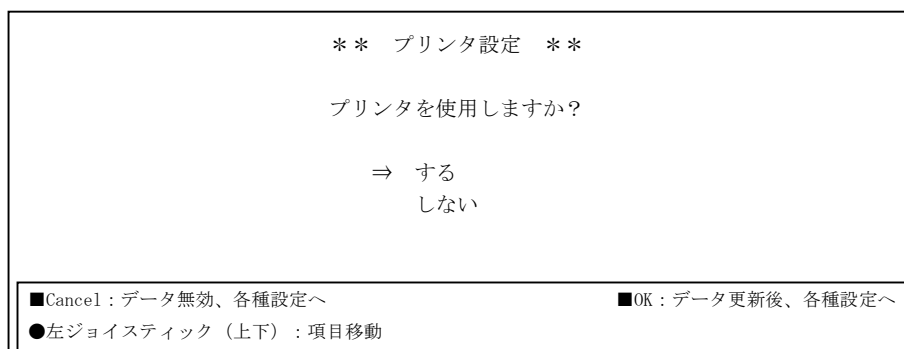 ＊＊　プリンタ設定　＊＊
プリンタを使用しますか？
⇒　する
しない
■Cancel：データ無効、各種設定へ　■OK：データ更新後、各種設定へ
●左ジョイスティック（上下）：項目移動